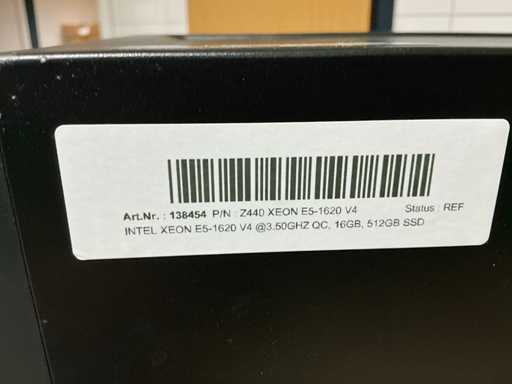 Art.Nr. : 138454 P/N : Z440 XEON E5-1620 V4 Status : REF
INTEL XEON E5-1620 V4 @3.50GHZ QC, 16GB, 512GB SSD